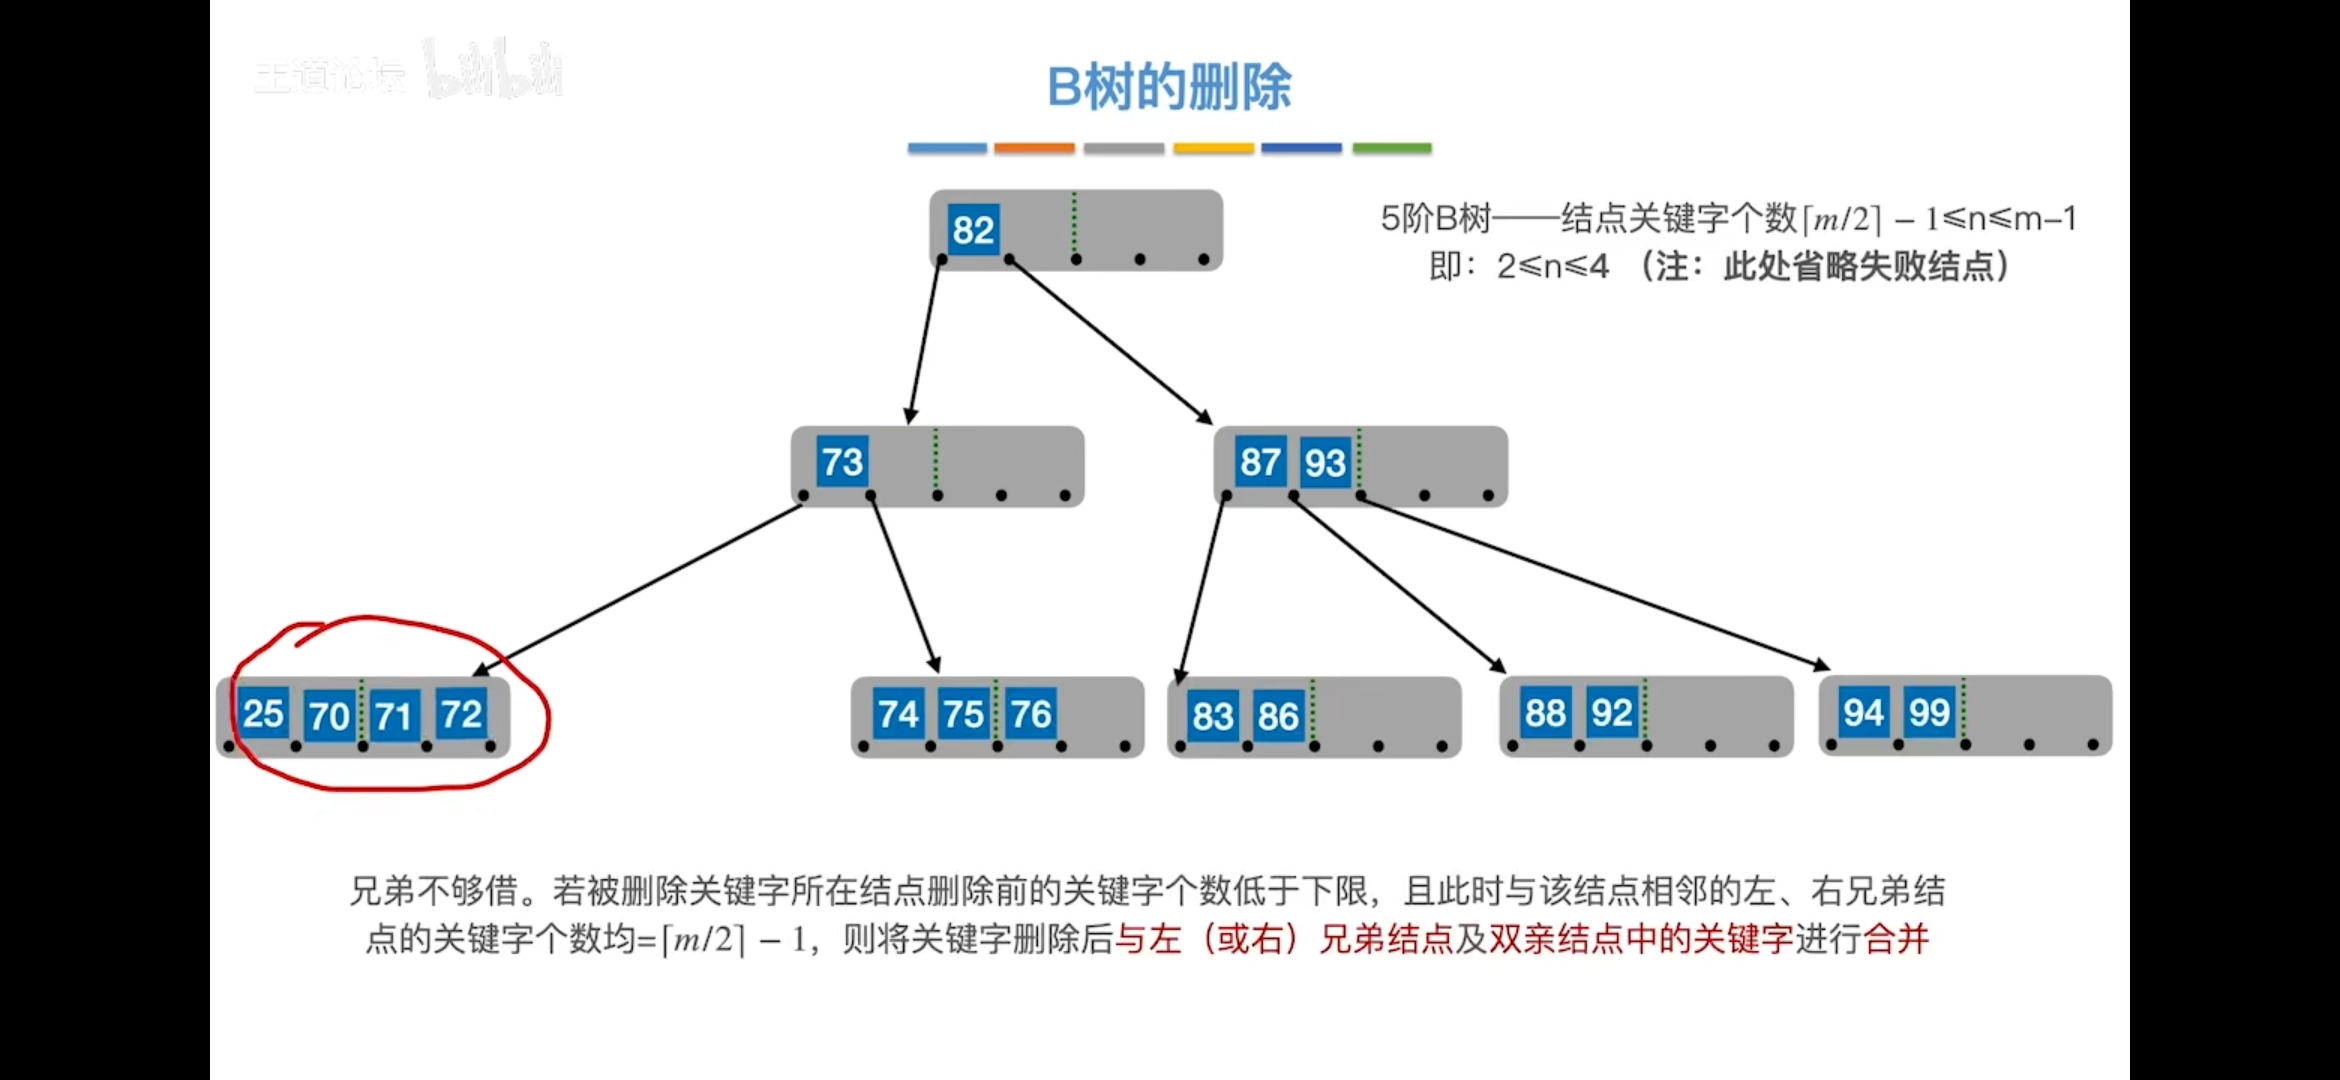 王道论坛 bilibili
B树的删除
82
5阶B树——结点关键字个数⌈m/2⌉ − 1≤n≤m–1
即：2≤n≤4 （注：此处省略失败结点）
73
87 93
25 70 71 72
74 75 76
83 86
88 92
94 99
兄弟不够借。若被删除关键字所在结点删除前的关键字个数低于下限，且此时与该结点相邻的左、右兄弟结
点的关键字个数均=⌈m/2⌉ − 1，则将关键字删除后与左（或右）兄弟结点及双亲结点中的关键字进行合并